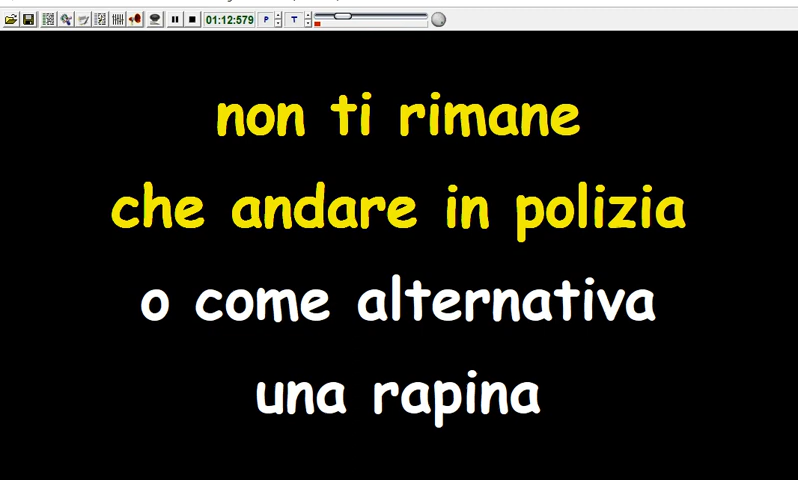 01:12:579
P
T
non ti rimane
che andare in polizia
o come alternativa
una rapina